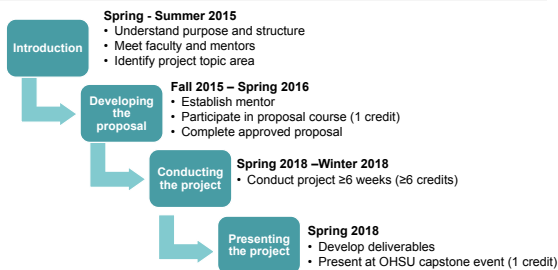 Spring - Summer 2015
Introduction
• Understand purpose and structure
• Meet faculty and mentors
• Identify project topic area
Fall 2015 – Spring 2016
Developing
the
proposal
• Establish mentor
• Participate in proposal course (1 credit)
• Complete approved proposal
Spring 2018 –Winter 2018
Conducting
the project
• Conduct project ≥6 weeks (≥6 credits)
Spring 2018
Presenting
the project
• Develop deliverables
• Present at OHSU capstone event (1 credit)